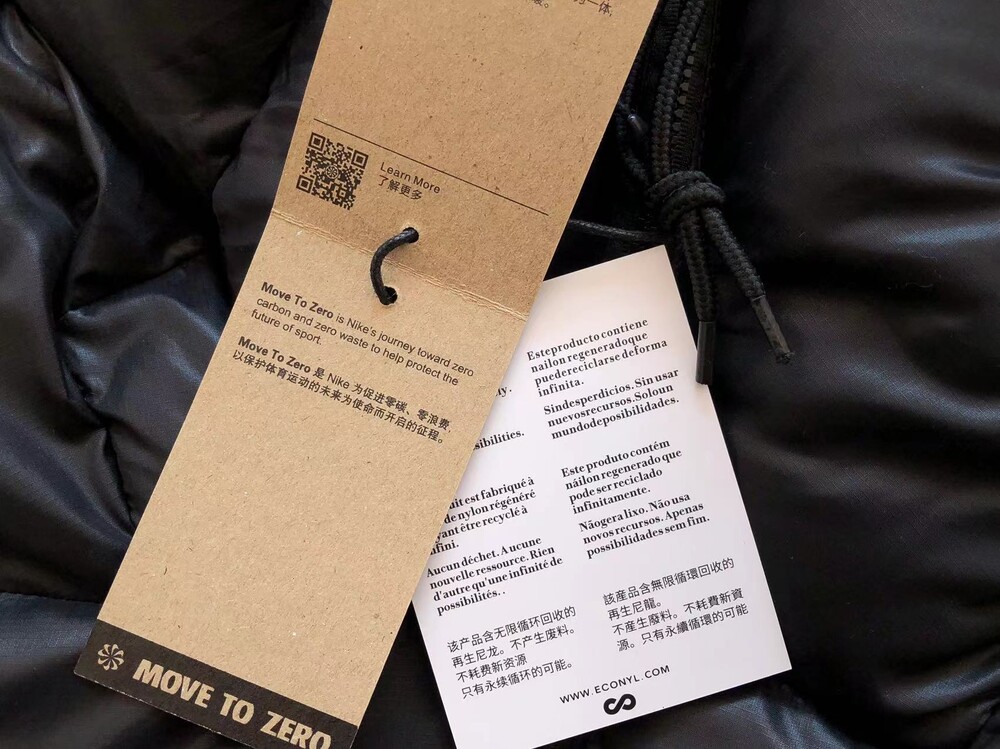 的一体,
暖。
Learn More
了解更多
Move To Zero is Nike's journey toward zero
carbon and zero waste to help protect the
future of sport.
Move To Zero 是 Nike 为促进零碳、零浪费,
以保护体育运动的未来为使命而开启的征程。
MOVE TO ZERO
ly.
sibilities.
uit est fabriqué à
de nylon régénéré
yant être recyclé à
nfini.
Aucun déchet. Aucune
nouvelle ressource. Rien
d'autre qu'une infinité de
possibilités. .
Esteproducto contiene
nailon regeneradoque
puedereciclarse deforma
infinita.
Sindesperdicios. Sin usar
nuevosrecursos. Soloun
mundodeposibilidades.
Este produto contém
náilon regenerado que
pode ser reciclado
infinitamente.
Nãogera lixo. Não usa
novos recursos. Apenas
possibilidades sem fim.
该产品含无限循环回收的
再生尼龙。不产生废料。
不耗费新资源
只有永续循环的可能。
該產品含無限循環回收的
再生尼龍。
不產生廢料。不耗費新資
源。只有永續循環的可能
WWW.ECONYL.COM